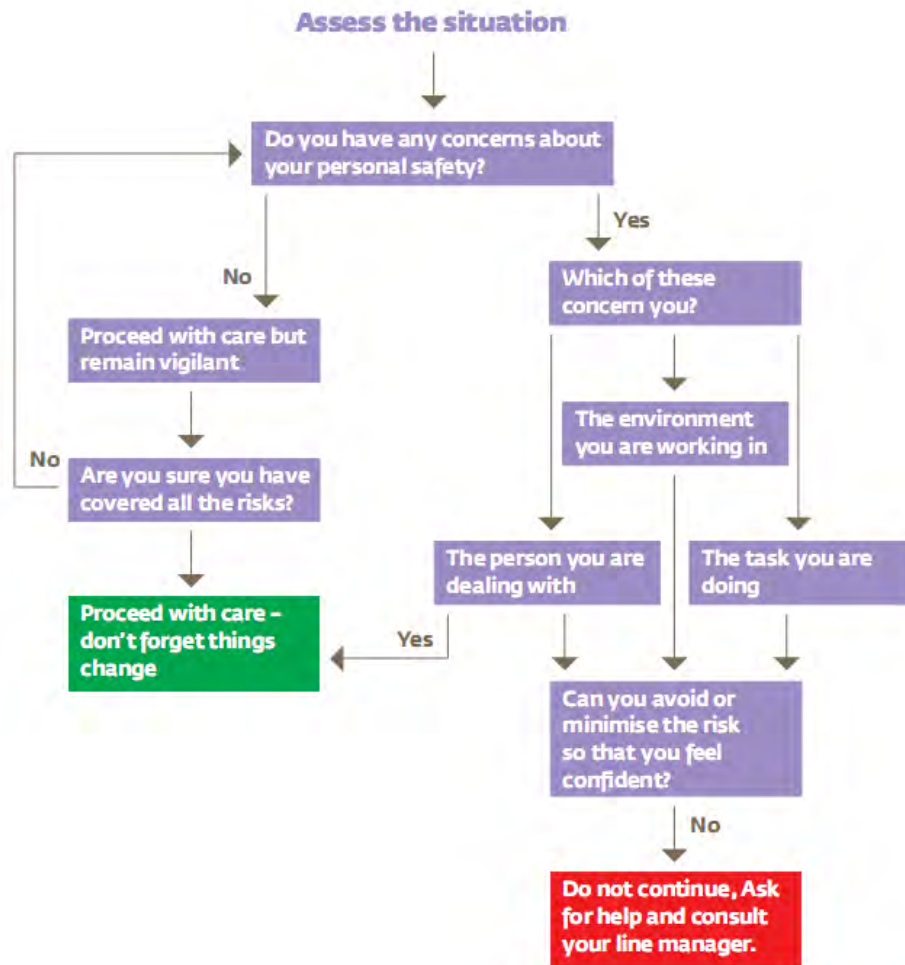 Assess the situation
Do you have any concerns about
your personal safety?
Yes
No
Which of these
concern you?
Proceed with care but
remain vigilant
The environment
you are working in
No
Are you sure you have
covered all the risks?
The person you are
dealing with
The task you are
doing
Proceed with care –
don't forget things
change
Yes
Can you avoid or
minimise the risk
so that you feel
confident?
No
Do not continue, Ask
for help and consult
your line manager.